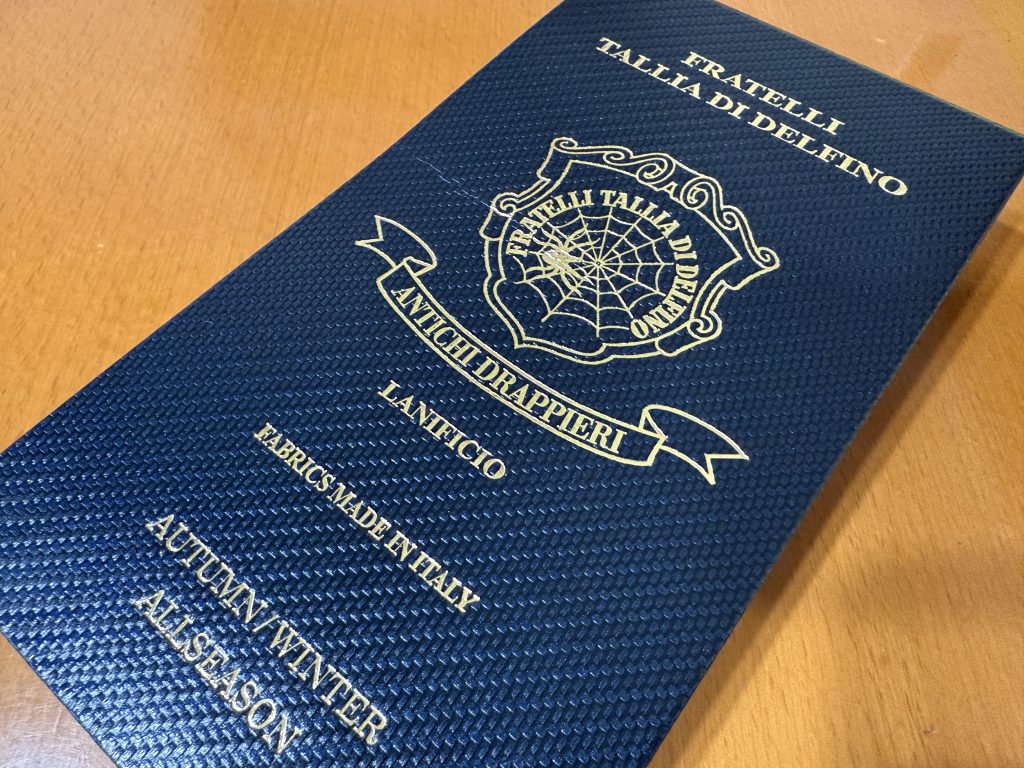 FRATELLI
TALLIA DI DELFINO
FRATELLI TALLIA DI DELFINO
ANTICHI DRAPPIERI
LANIFICIO
FABRICS MADE IN ITALY
AUTUMN/WINTER
ALLSEASON